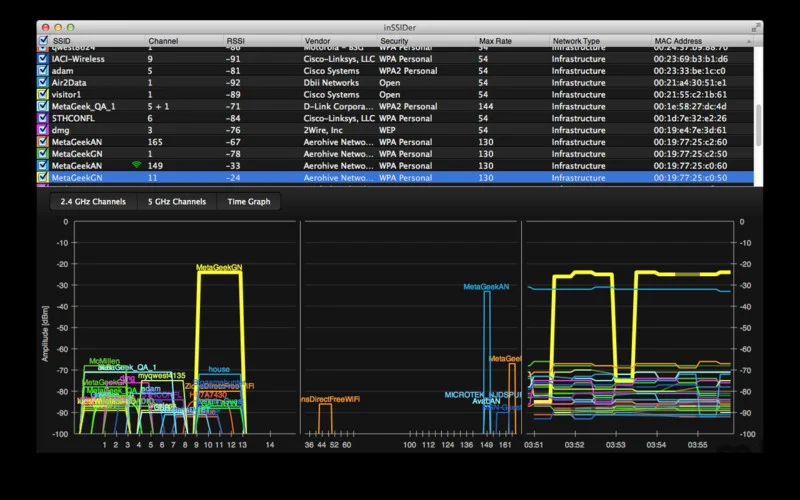 inSSIDer
SSID Channel RSSI Vendor Security Max Rate Network Type MAC Address
qwest8624 1 -86 Motorola - BSG WPA Personal 54 Infrastructure 00:24:37:b9:88:70
IACI-Wireless 9 -91 Cisco-Linksys, LLC WPA Personal 54 Infrastructure 00:23:69:b3:b1:d6
adam 5 -81 Cisco Systems WPA2 Personal 54 Infrastructure 00:23:33:be:1c:c0
Air2Data 1 -92 Dbii Networks Open 54 Infrastructure 00:21:a4:30:51:e1
visitor1 1 -89 Cisco Systems Open 54 Infrastructure 00:21:55:c2:1b:61
MetaGeek_QA_1 5 + 1 -71 D-Link Corpora... WPA2 Personal 144 Infrastructure 00:1e:58:27:dc:4d
STHCONFL 6 -84 Cisco-Linksys, LLC WPA Personal 54 Infrastructure 00:1d:7e:32:e2:26
dmg 3 -76 2Wire, Inc WEP 54 Infrastructure 00:19:e4:7e:3d:61
MetaGeekAN 165 -67 Aerohive Netwo... WPA Personal 130 Infrastructure 00:19:77:25:c2:60
MetaGeekGN 1 -78 Aerohive Netwo... WPA Personal 130 Infrastructure 00:19:77:25:c2:50
MetaGeekAN 149 -33 Aerohive Netwo... WPA Personal 130 Infrastructure 00:19:77:25:c0:60
MetaGeekGN 11 -24 Aerohive Netwo... WPA Personal 130 Infrastructure 00:19:77:25:c0:50
2.4 GHz Channels 5 GHz Channels Time Graph
Amplitude [dBm]
0 0
-10 -10
-20 -20
-30 -30
-40 -40
-50 -50
-60 -60
-70 -70
-80 -80
-90 -90
-100 -100
MetaGeekGN
MetaGeekAN
McMillen
MetaGeek_QA_1
house
myqwest4135
adam
nsDirectFreeWiFi
1 2 3 4 5 6 7 8 9 10 11 12 13 14
36 44 52 60 100 112 124 136 149 161
03:51 03:52 03:53 03:54 03:55